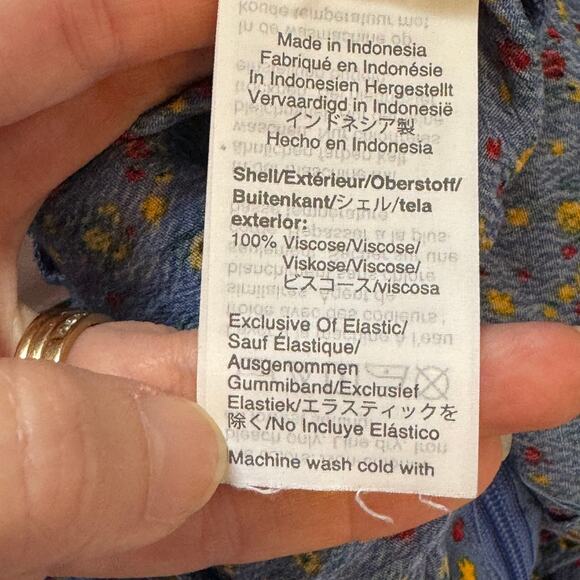 Made in Indonesia
Fabriqué en Indonésie
In Indonesien Hergestellt
Vervaardigd in Indonesië
インドネシア製
Hecho en Indonesia
Shell/Extérieur/Oberstoff/
Buitenkant/シェル/tela
exterior:
100% Viscose/Viscose/
Viskose/Viscose/
ビスコース/viscosa
Exclusive Of Elastic/
Sauf Élastique/
Ausgenommen
Gummiband/Exclusief
Elastiek/エラスティックを
除く/No Incluye Elástico
Machine wash cold with